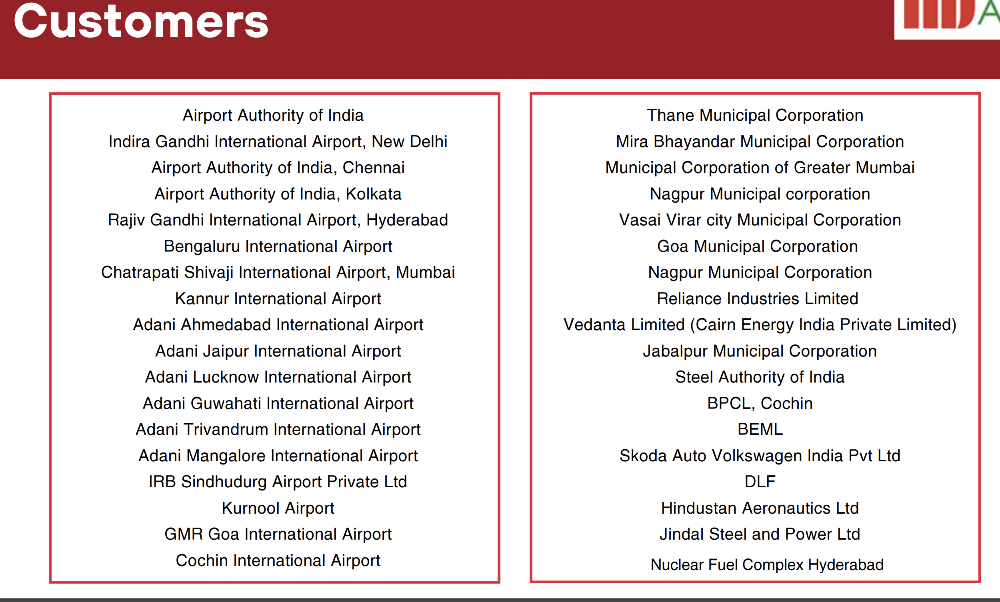 Customers
Airport Authority of India
Indira Gandhi International Airport, New Delhi
Airport Authority of India, Chennai
Airport Authority of India, Kolkata
Rajiv Gandhi International Airport, Hyderabad
Bengaluru International Airport
Chatrapati Shivaji International Airport, Mumbai
Kannur International Airport
Adani Ahmedabad International Airport
Adani Jaipur International Airport
Adani Lucknow International Airport
Adani Guwahati International Airport
Adani Trivandrum International Airport
Adani Mangalore International Airport
IRB Sindhudurg Airport Private Ltd
Kurnool Airport
GMR Goa International Airport
Cochin International Airport
Thane Municipal Corporation
Mira Bhayandar Municipal Corporation
Municipal Corporation of Greater Mumbai
Nagpur Municipal corporation
Vasai Virar city Municipal Corporation
Goa Municipal Corporation
Nagpur Municipal Corporation
Reliance Industries Limited
Vedanta Limited (Cairn Energy India Private Limited)
Jabalpur Municipal Corporation
Steel Authority of India
BPCL, Cochin
BEML
Skoda Auto Volkswagen India Pvt Ltd
DLF
Hindustan Aeronautics Ltd
Jindal Steel and Power Ltd
Nuclear Fuel Complex Hyderabad